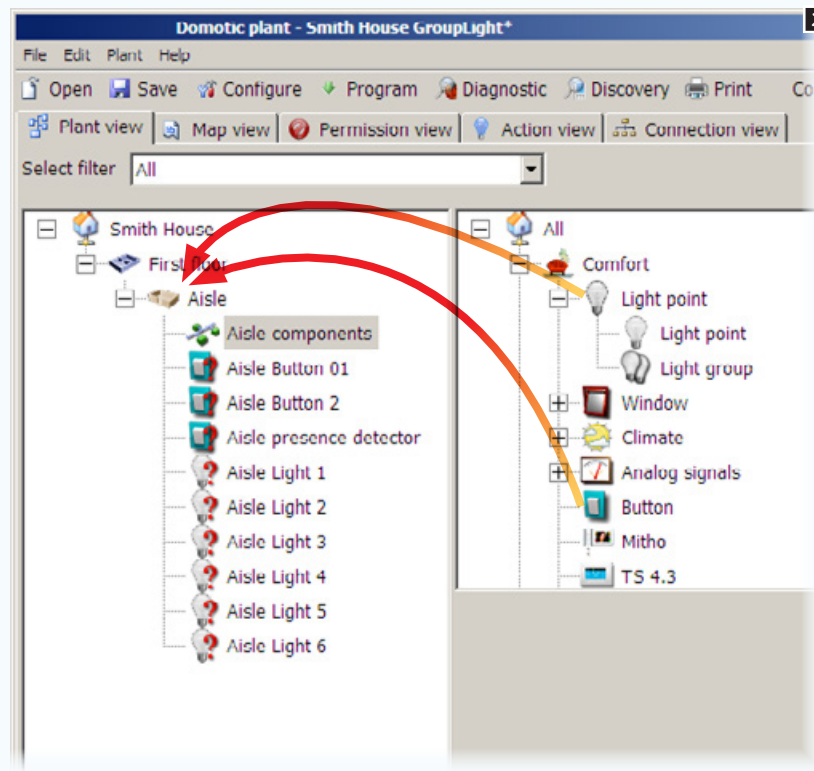 Domotic plant - Smith House GroupLight*
File Edit Plant Help
Open Save Configure Program Diagnostic Discovery Print Co
Plant view Map view Permission view Action view Connection view
Select filter All
Smith House
First floor
Aisle
Aisle components
Aisle Button 01
Aisle Button 2
Aisle presence detector
Aisle Light 1
Aisle Light 2
Aisle Light 3
Aisle Light 4
Aisle Light 5
Aisle Light 6
All
Comfort
Light point
Light point
Light group
Window
Climate
Analog signals
Button
Mitho
TS 4.3